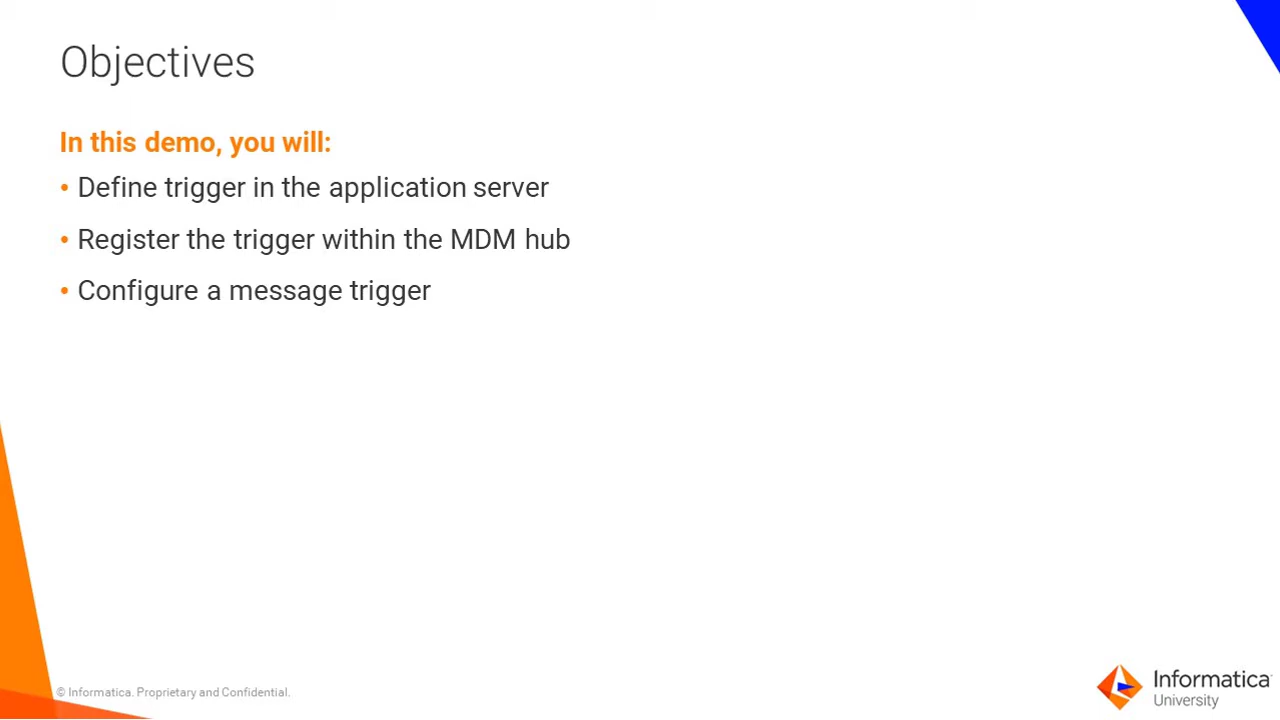 Objectives
In this demo, you will:
• Define trigger in the application server
• Register the trigger within the MDM hub
• Configure a message trigger
© Informatica. Proprietary and Confidential.
Informatica
University